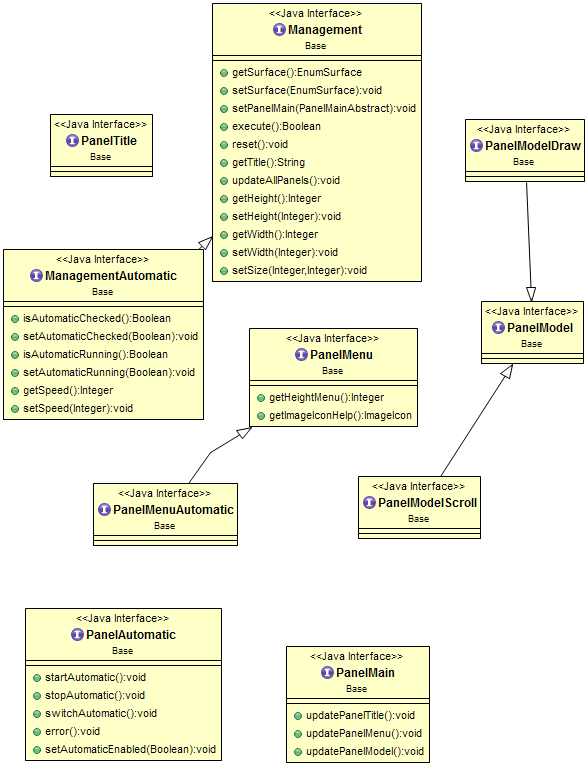 <<Java Interface>>
Management
Base
getSurface():EnumSurface
setSurface(EnumSurface):void
setPanelMain(PanelMainAbstract):void
execute():Boolean
reset():void
getTitle():String
updateAllPanels():void
getHeight():Integer
setHeight(Integer):void
getWidth():Integer
setWidth(Integer):void
setSize(Integer,Integer):void
<<Java Interface>>
PanelTitle
Base
<<Java Interface>>
PanelModelDraw
Base
<<Java Interface>>
ManagementAutomatic
Base
isAutomaticChecked():Boolean
setAutomaticChecked(Boolean):void
isAutomaticRunning():Boolean
setAutomaticRunning(Boolean):void
getSpeed():Integer
setSpeed(Integer):void
<<Java Interface>>
PanelModel
Base
<<Java Interface>>
PanelMenu
Base
getHeightMenu():Integer
getImageIconHelp():ImageIcon
<<Java Interface>>
PanelMenuAutomatic
Base
<<Java Interface>>
PanelModelScroll
Base
<<Java Interface>>
PanelAutomatic
Base
startAutomatic():void
stopAutomatic():void
switchAutomatic():void
error():void
setAutomaticEnabled(Boolean):void
<<Java Interface>>
PanelMain
Base
updatePanelTitle():void
updatePanelMenu():void
updatePanelModel():void